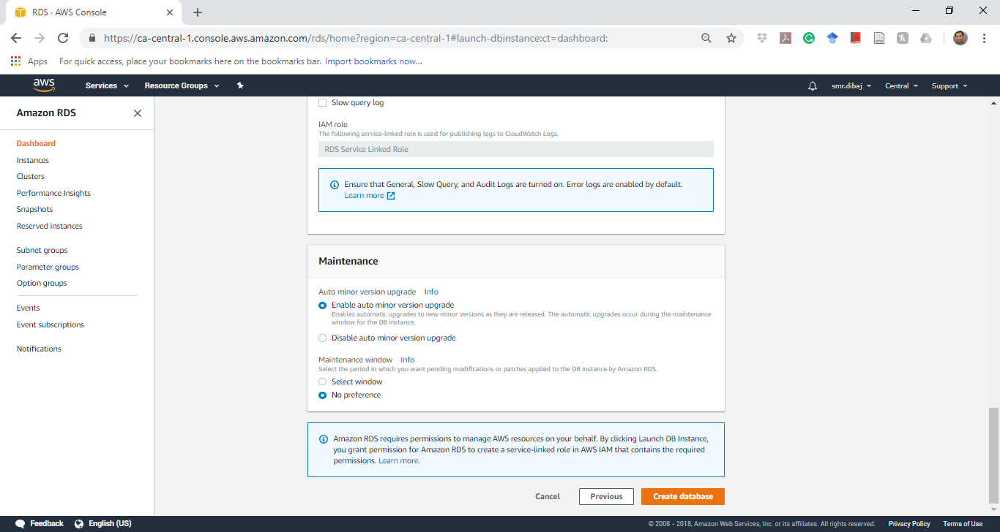 RDS · AWS Console
https://ca-central-1.console.aws.amazon.com/rds/home?region=ca-central-1#launch-dbinstance:ct=dashboard:
Apps For quick access, place your bookmarks here on the bookmarks bar. Import bookmarks now...
aws Services Resource Groups smr.dibaj Central Support
Amazon RDS
Dashboard
Instances
Clusters
Performance Insights
Snapshots
Reserved instances
Subnet groups
Parameter groups
Option groups
Events
Event subscriptions
Notifications
Slow query log
IAM role
The following service-linked role is used for publishing logs to CloudWatch Logs.
RDS Service Linked Role
Ensure that General, Slow Query, and Audit Logs are turned on. Error logs are enabled by default.
Learn more
Maintenance
Auto minor version upgrade Info
Enable auto minor version upgrade
Enables automatic upgrades to new minor versions as they are released. The automatic upgrades occur during the maintenance
window for the DB instance.
Disable auto minor version upgrade
Maintenance window Info
Select the period in which you want pending modifications or patches applied to the DB instance by Amazon RDS.
Select window
No preference
Amazon RDS requires permissions to manage AWS resources on your behalf. By clicking Launch DB Instance,
you grant permission for Amazon RDS to create a service-linked role in AWS IAM that contains the required
permissions. Learn more.
Cancel Previous Create database
Feedback English (US) © 2008 - 2018, Amazon Web Services, Inc. or its affiliates. All rights reserved. Privacy Policy Terms of Use